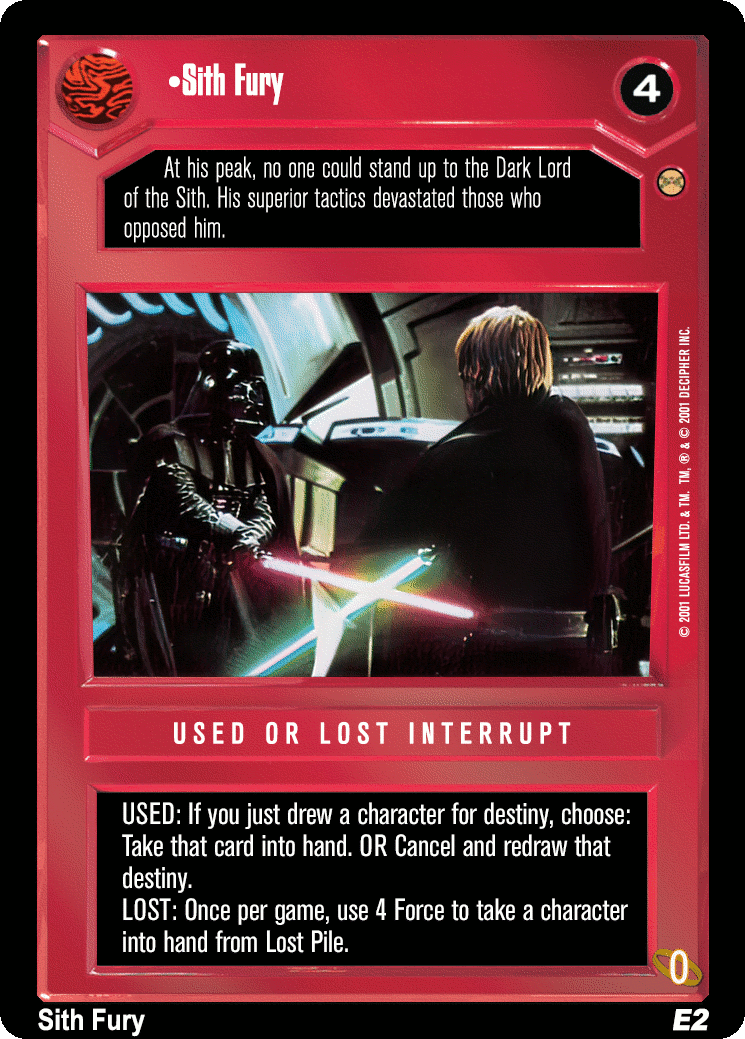 •Sith Fury
4
At his peak, no one could stand up to the Dark Lord
of the Sith. His superior tactics devastated those who
opposed him.
© 2001 LUCASFILM LTD. & TM. TM, ® & © 2001 DECIPHER INC.
USED OR LOST INTERRUPT
USED: If you just drew a character for destiny, choose:
Take that card into hand. OR Cancel and redraw that
destiny.
LOST: Once per game, use 4 Force to take a character
into hand from Lost Pile.
0
Sith Fury
E2